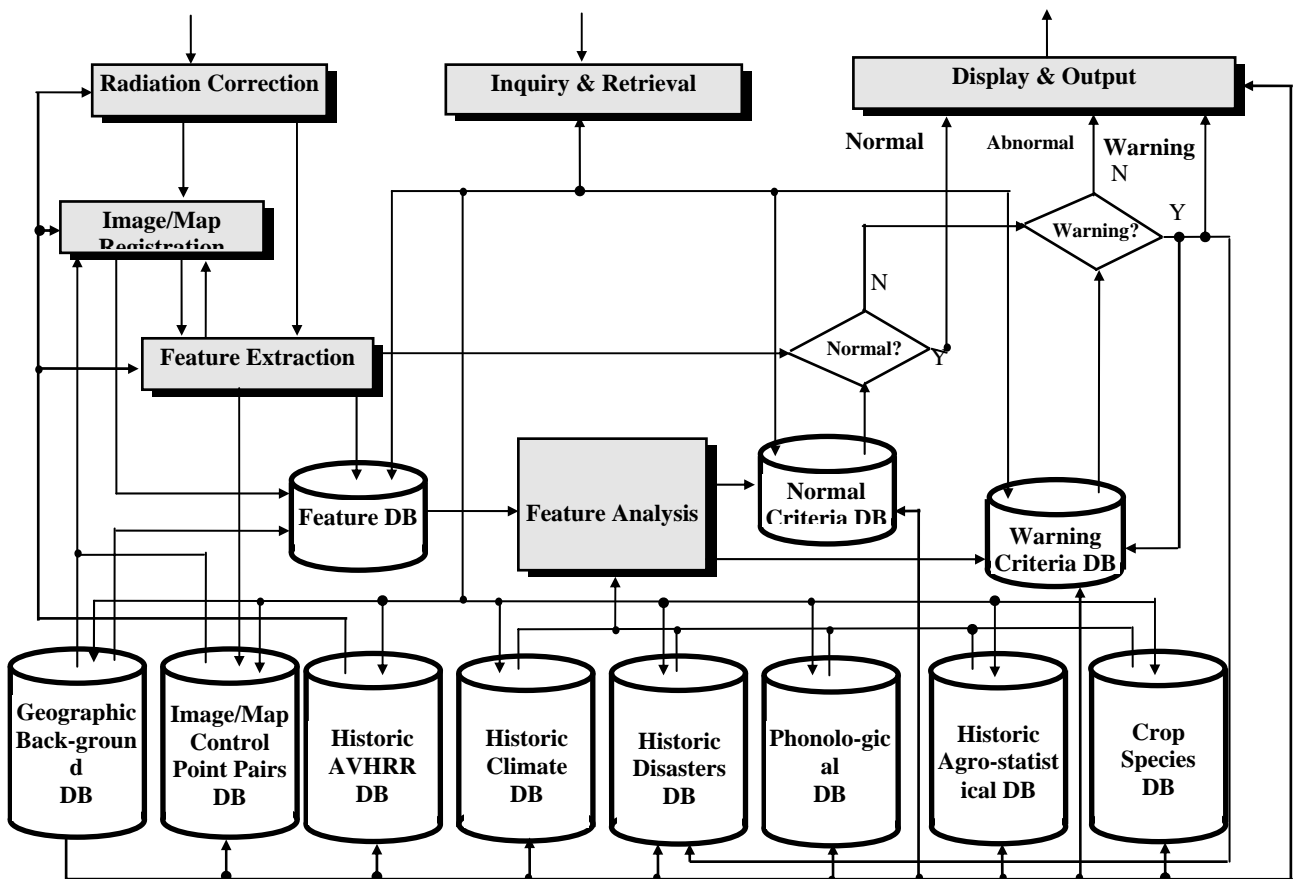 Radiation Correction
Inquiry & Retrieval
Display & Output
Normal
Abnormal
Warning
N
Y
Image/Map
Registration
Warning?
N
Feature Extraction
Normal?
Y
Feature DB
Feature Analysis
Normal
Criteria DB
Warning
Criteria DB
Geographic
Back-groun
d
DB
Image/Map
Control
Point Pairs
DB
Historic
AVHRR
DB
Historic
Climate
DB
Historic
Disasters
DB
Phonolo-gic
al
DB
Historic
Agro-statist
ical DB
Crop
Species
DB